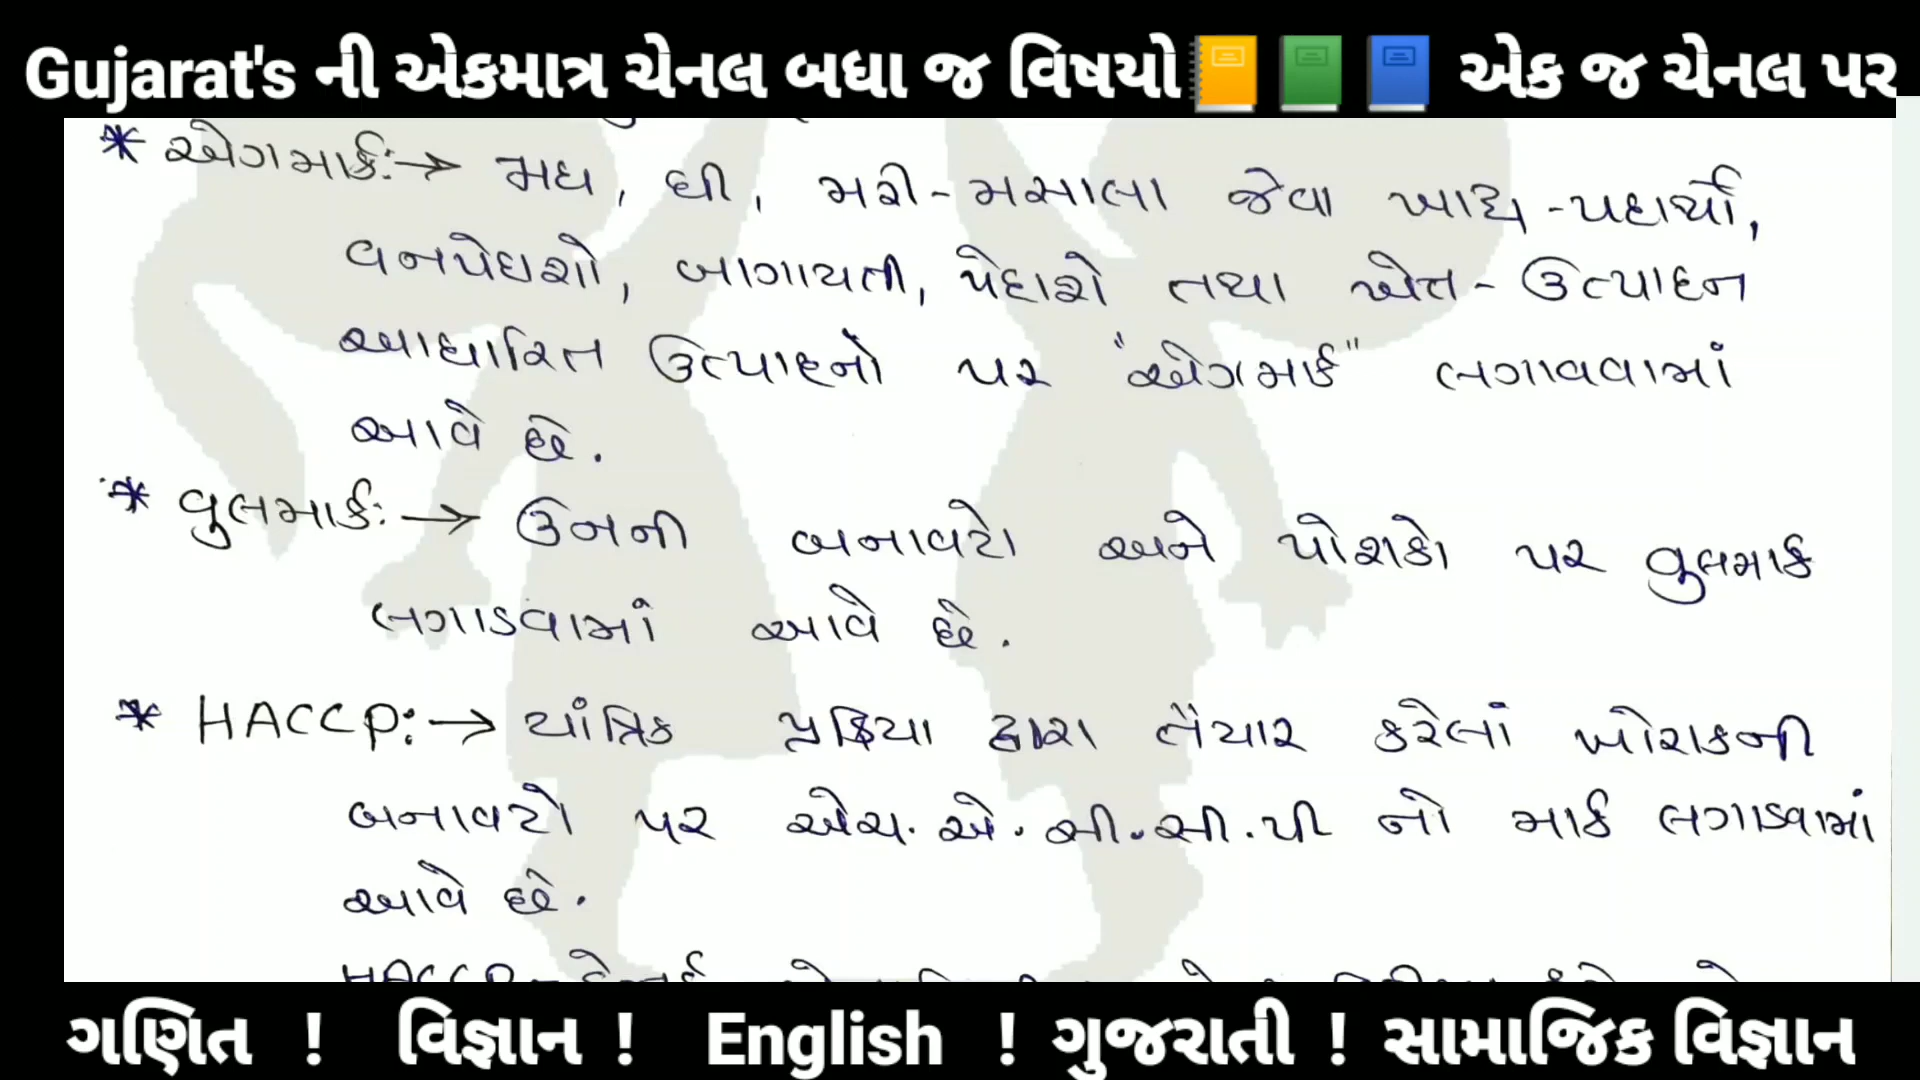 Gujarat's ની એકમાત્ર ચેનલ બધા જ વિષયો📒📗📘 એક જ ચેનલ પર
* એગમાર્ક:→ મધ, ઘી, મરી-મસાલા જેવા ખાદ્ય-પદાર્થો,
વનપેદાશો, બાગાયતી, પેદાશો તથા ખેત-ઉત્પાદન
આધારિત ઉત્પાદનો પર "એગમાર્ક" લગાવવામાં
આવે છે.
* વુલમાર્ક:→ ઉનની બનાવટો અને પોશાકો પર વુલમાર્ક
લગાડવામાં આવે છે.
* HACCP:→ યાંત્રિક પ્રક્રિયા દ્વારા તૈયાર કરેલાં ખોરાકની
બનાવટો પર એચ.એ.સી.સી.પી નો માર્ક લગાડવામાં
આવે છે.
HACCP
ગણિત ! વિજ્ઞાન ! English ! ગુજરાતી ! સામાજિક વિજ્ઞાન